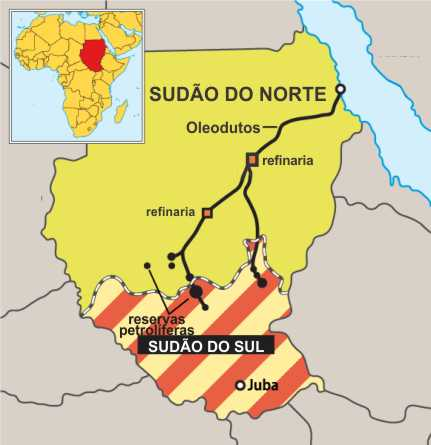 SUDÃO DO NORTE
Oleodutos
refinaria
refinaria
reservas
petrolíferas
SUDÃO DO SUL
Juba